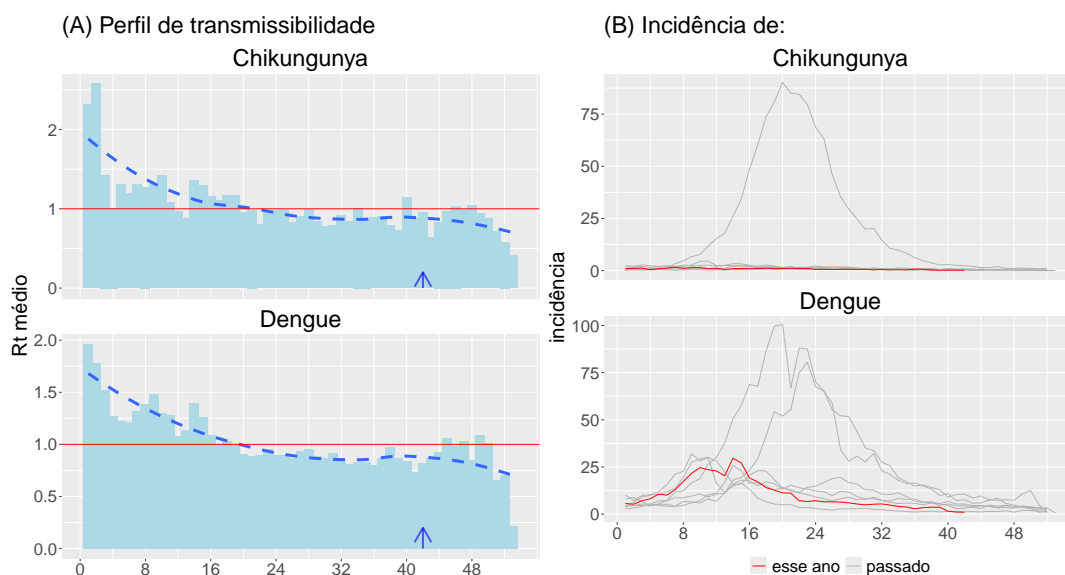 (A) Perfil de transmissibilidade
Chikungunya
2
1
0
Dengue
2.0
1.5
1.0
0.5
0.0
Rt médio
0 8 16 24 32 40 48
(B) Incidência de:
Chikungunya
75
50
25
0
Dengue
100
75
50
25
0
incidência
0 8 16 24 32 40 48
esse ano passado